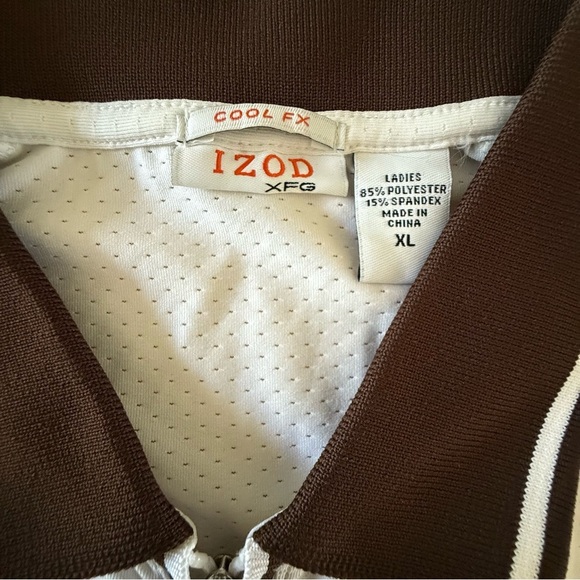 COOL FX
IZOD
XFG
LADIES
85% POLYESTER
15% SPANDEX
MADE IN
CHINA
XL